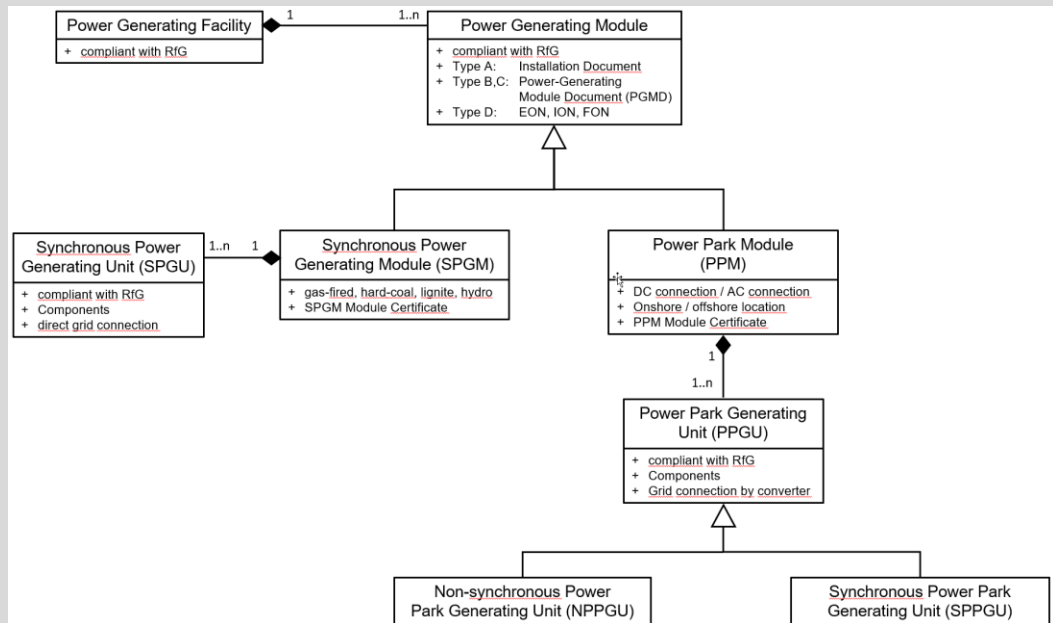 Power Generating Facility
+ compliant with RfG
1
1..n
Power Generating Module
+ compliant with RfG
+ Type A: Installation Document
+ Type B,C: Power-Generating
Module Document (PGMD)
+ Type D: EON, ION, FON
Synchronous Power
Generating Unit (SPGU)
+ compliant with RfG
+ Components
+ direct grid connection
1..n
1
Synchronous Power
Generating Module (SPGM)
+ gas-fired, hard-coal, lignite, hydro
+ SPGM Module Certificate
Power Park Module
(PPM)
+ DC connection / AC connection
+ Onshore / offshore location
+ PPM Module Certificate
1
1..n
Power Park Generating
Unit (PPGU)
+ compliant with RfG
+ Components
+ Grid connection by converter
Non-synchronous Power
Park Generating Unit (NPPGU)
Synchronous Power Park
Generating Unit (SPPGU)